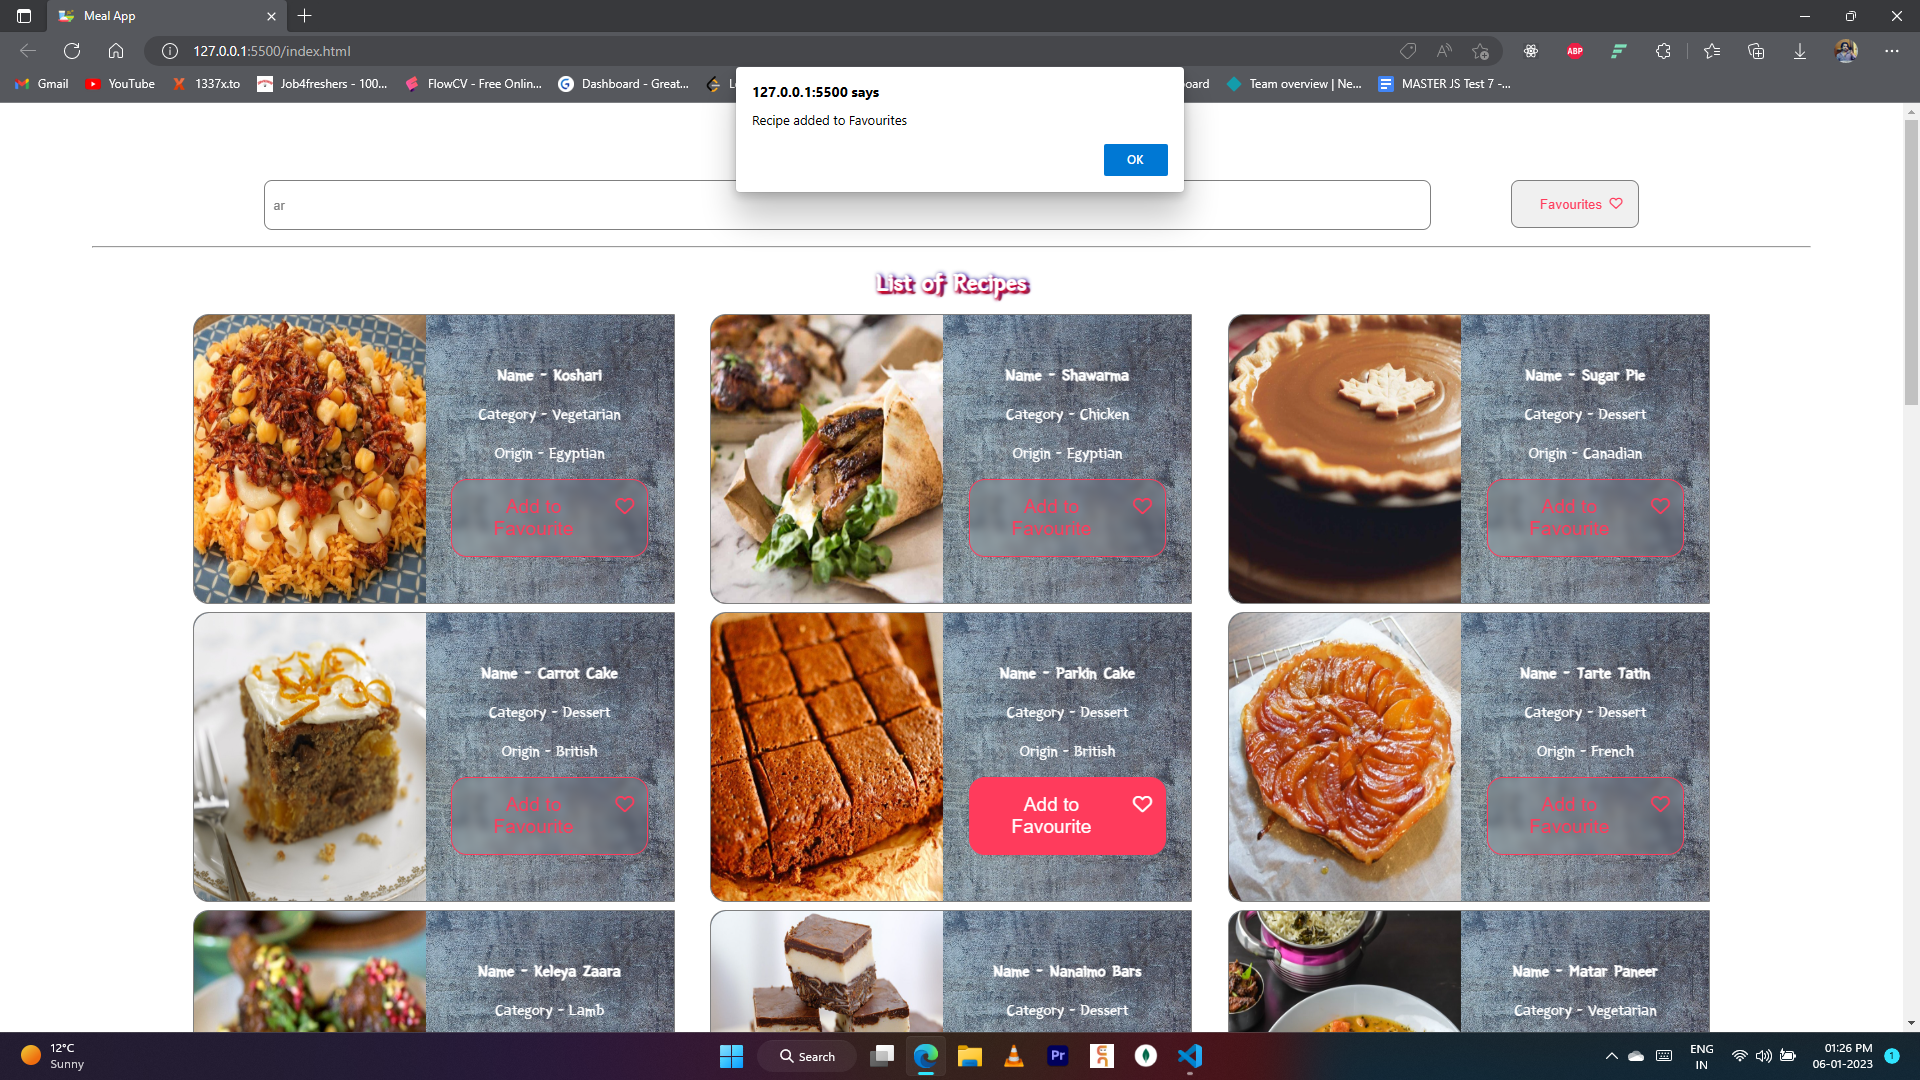 Meal App
127.0.0.1:5500/index.html
ABP
Gmail
YouTube
1337x.to
Job4freshers - 100...
FlowCV - Free Onlin...
Dashboard - Great...
Team overview | Ne...
MASTER JS Test 7 -...
127.0.0.1:5500 says
Recipe added to Favourites
OK
ar
Favourites
List of Recipes
Name - Koshari
Category - Vegetarian
Origin - Egyptian
Add to
Favourite
Name - Shawarma
Category - Chicken
Origin - Egyptian
Add to
Favourite
Name - Sugar Pie
Category - Dessert
Origin - Canadian
Add to
Favourite
Name - Carrot Cake
Category - Dessert
Origin - British
Add to
Favourite
Name - Parkin Cake
Category - Dessert
Origin - British
Add to
Favourite
Name - Tarte Tatin
Category - Dessert
Origin - French
Add to
Favourite
Name - Keleya Zaara
Category - Lamb
Name - Nanaimo Bars
Category - Dessert
Name - Matar Paneer
Category - Vegetarian
12°C
Sunny
Search
Pr
ENG
IN
01:26 PM
06-01-2023
1